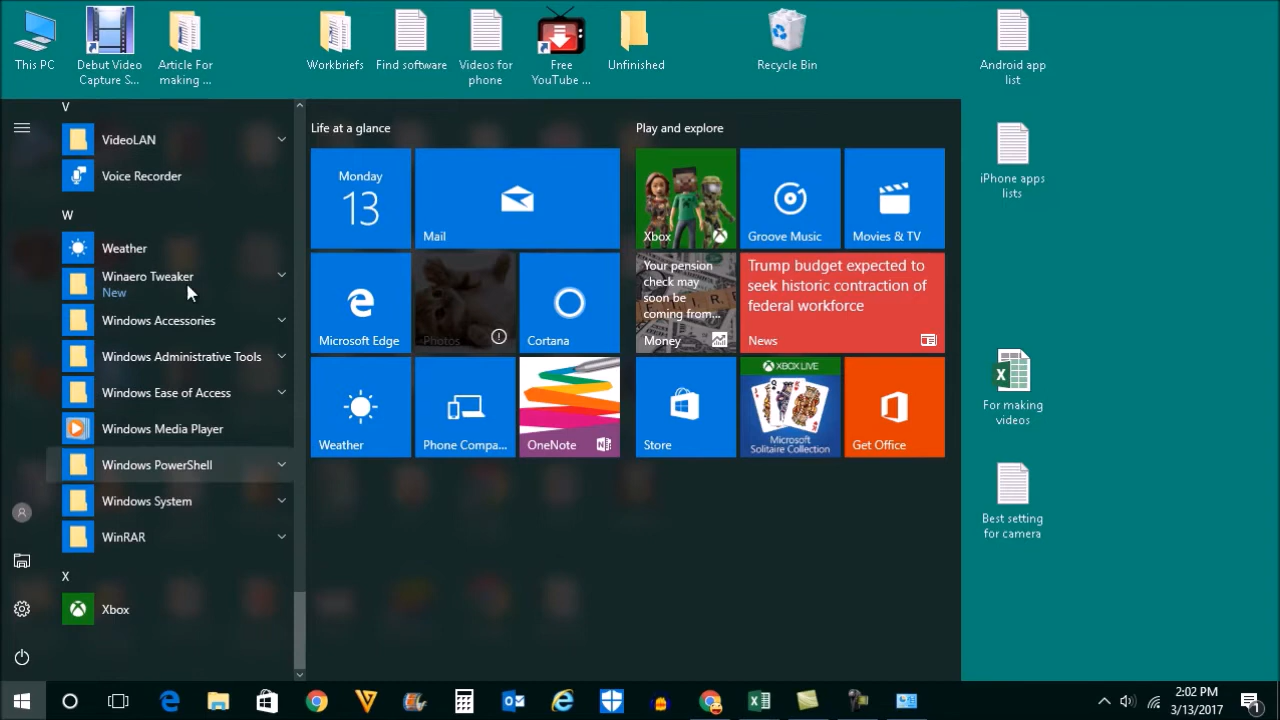 This PC
Debut Video
Capture S...
Article For
making ...
Workbriefs
Find software
Videos for
phone
Free
YouTube ...
Unfinished
Recycle Bin
Android app
list
iPhone apps
lists
For making
videos
Best setting
for camera
V
VideoLAN
Voice Recorder
W
Weather
Winaero Tweaker
New
Windows Accessories
Windows Administrative Tools
Windows Ease of Access
Windows Media Player
Windows PowerShell
Windows System
WinRAR
X
Xbox
Life at a glance
Monday
13
Mail
Microsoft Edge
Photos
Cortana
Weather
Phone Compa...
OneNote
Play and explore
Xbox
Groove Music
Movies & TV
Your pension
check may
soon be
coming from...
Money
Trump budget expected to
seek historic contraction of
federal workforce
News
Store
XBOX LIVE
Microsoft
Solitaire Collection
Get Office
2:02 PM
3/13/2017
1